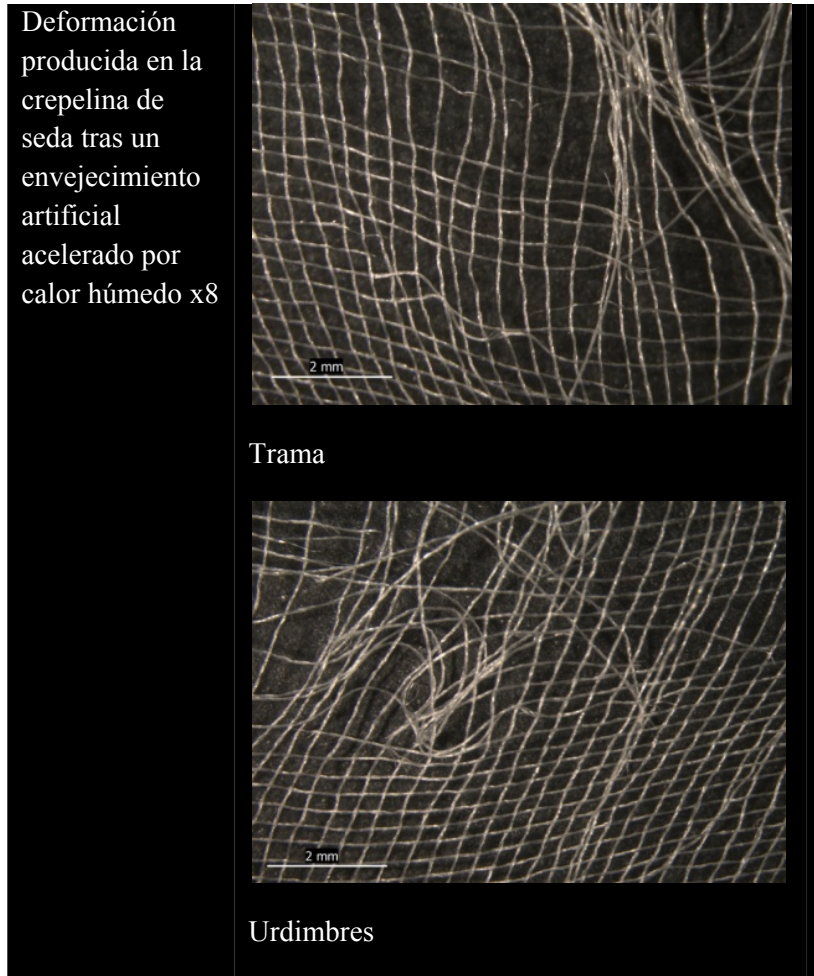 Deformación
producida en la
crepelina de
seda tras un
envejecimiento
artificial
acelerado por
calor húmedo x8
2 mm
Trama
2 mm
Urdimbres